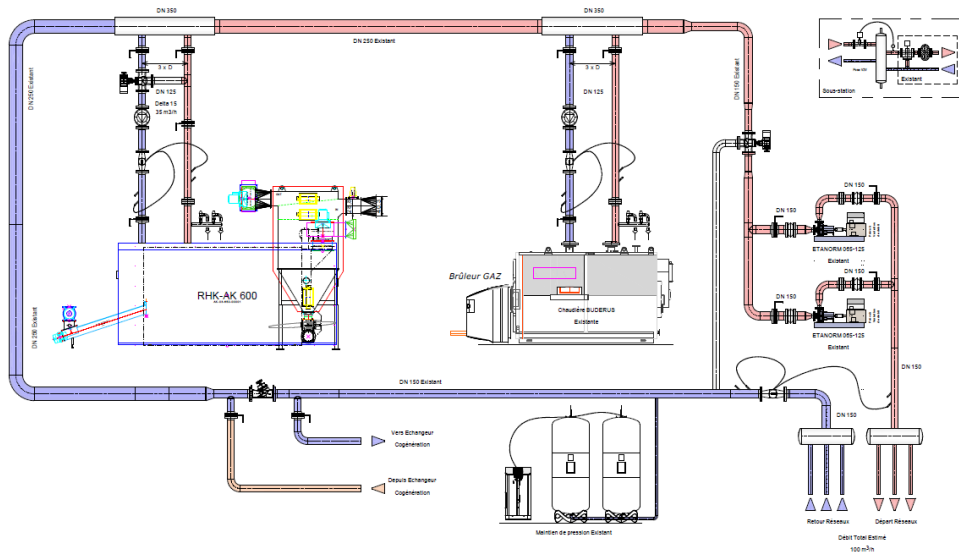 DN 350
DN 350
DN 250 Existant
DN 250 Existant
3 x D
3 x D
DN 125
DN 125
Delta 15
35 m3/h
DN 150 Existant
Existant
Sous-station
DN 150
DN 150
ETANORM 065-125
Existant
RHK-AK 600
Brûleur GAZ
Chaudière BUDERUS
Existante
DN 150
DN 150
ETANORM 065-125
Existant
DN 250 Existant
DN 150 Existant
DN 150
DN 150
Vers Echangeur
Cogénération
Depuis Echangeur
Cogénération
Maintien de pression Existant
Retour Réseaux
Départ Réseaux
Débit Total Estimé
100 m³/h